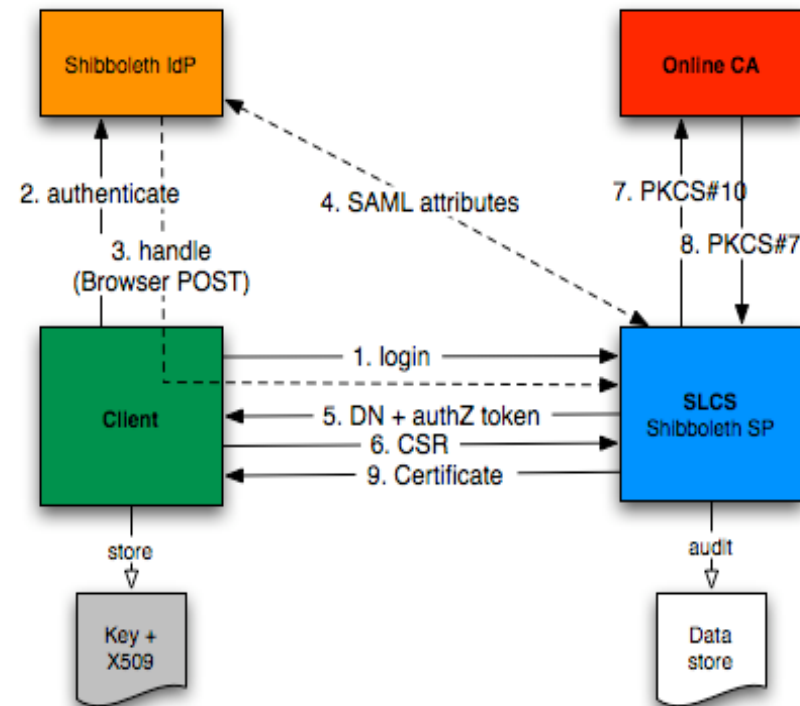 Shibboleth IdP
Online CA
2. authenticate
4. SAML attributes
7. PKCS#10
3. handle
(Browser POST)
8. PKCS#7
1. login
Client
5. DN + authZ token
SLCS
Shibboleth SP
6. CSR
9. Certificate
store
audit
Key +
X509
Data
store